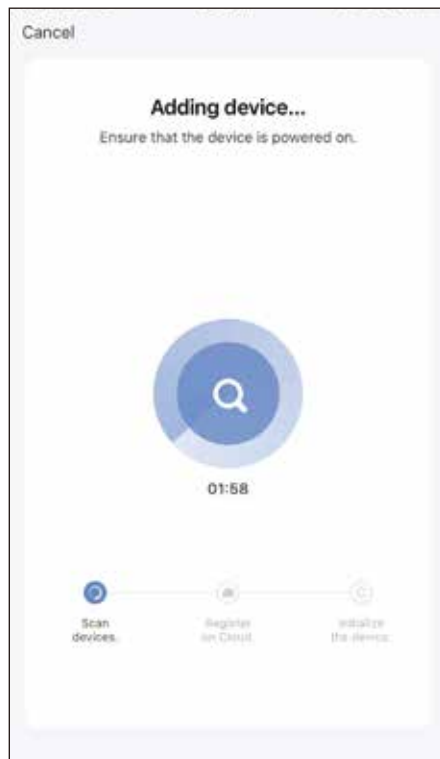 Cancel
Adding device...
Ensure that the device is powered on.
01:58
Scan
devices.
Register
on Cloud.
Initialize
the device.